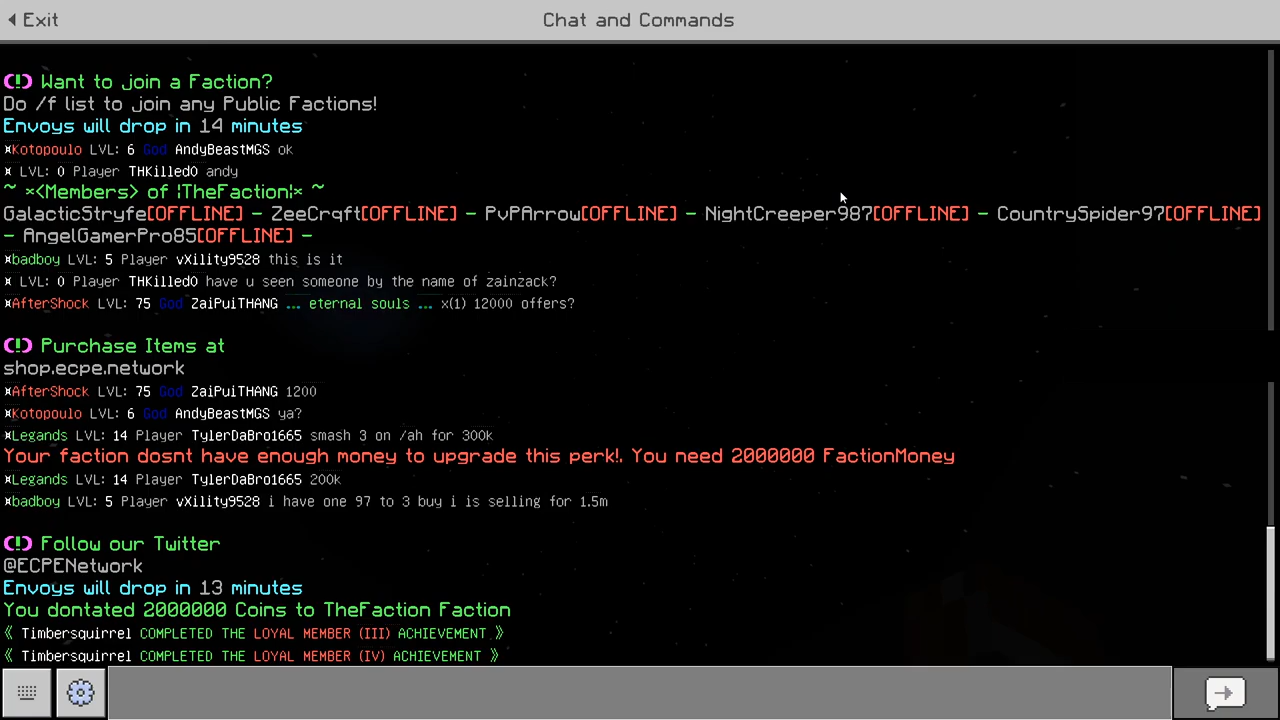 Exit
Chat and Commands
(!) Want to join a Faction?
Do /f list to join any Public Factions!
Envoys will drop in 14 minutes
¤Kotopoulo LVL: 6 God AndyBeastMGS ok
¤ LVL: 0 Player THKilled0 andy
~ ¤<Members> of ¦TheFaction¦¤ ~
GalacticStryfe[OFFLINE] - ZeeCrqft[OFFLINE] - PvPArrow[OFFLINE] - NightCreeper987[OFFLINE] - CountrySpider97[OFFLINE]
- AngelGamerPro85[OFFLINE] -
¤badboy LVL: 5 Player vXility9528 this is it
¤ LVL: 0 Player THKilled0 have u seen someone by the name of zainzack?
¤AfterShock LVL: 75 God ZaiPuiTHANG ... eternal souls ... x(1) 12000 offers?
(!) Purchase Items at
shop.ecpe.network
¤AfterShock LVL: 75 God ZaiPuiTHANG 1200
¤Kotopoulo LVL: 6 God AndyBeastMGS ya?
¤Legands LVL: 14 Player TylerDaBro1665 smash 3 on /ah for 300k
Your faction dosnt have enough money to upgrade this perk!. You need 2000000 FactionMoney
¤Legands LVL: 14 Player TylerDaBro1665 200k
¤badboy LVL: 5 Player vXility9528 i have one 97 to 3 buy i is selling for 1.5m
(!) Follow our Twitter
@ECPENetwork
Envoys will drop in 13 minutes
You dontated 2000000 Coins to TheFaction Faction
《 Timbersquirrel COMPLETED THE LOYAL MEMBER (III) ACHIEVEMENT 》
《 Timbersquirrel COMPLETED THE LOYAL MEMBER (IV) ACHIEVEMENT 》